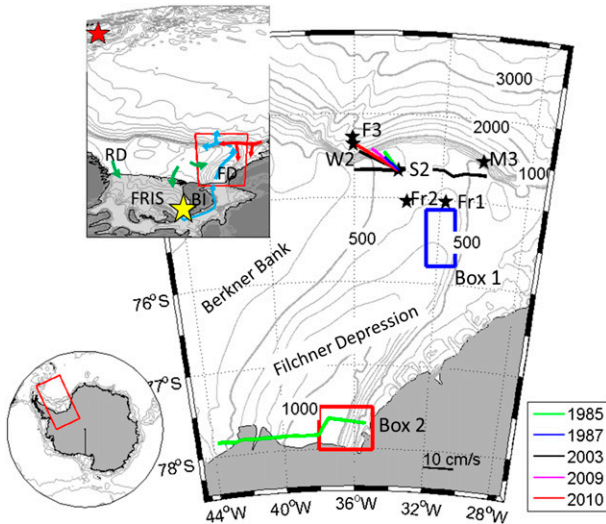 3000
2000
1000
F3
W2
S2
M3
Fr2
Fr1
500
500
Box 1
RD
FD
FRIS
BI
Berkner Bank
Filchner Depression
76°S
77°S
78°S
1000
Box 2
10 cm/s
44°W
40°W
36°W
32°W
28°W
1985
1987
2003
2009
2010